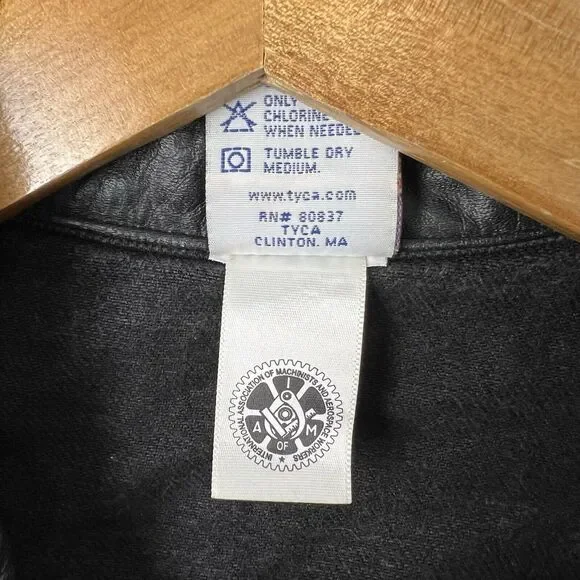 ONLY
CHLORINE
WHEN NEEDED
TUMBLE DRY
MEDIUM.
www.tyca.com
RN# 80837
TYCA
CLINTON, MA
INTERNATIONAL ASSOCIATION OF MACHINISTS AND AEROSPACE WORKERS
I
A M
OF